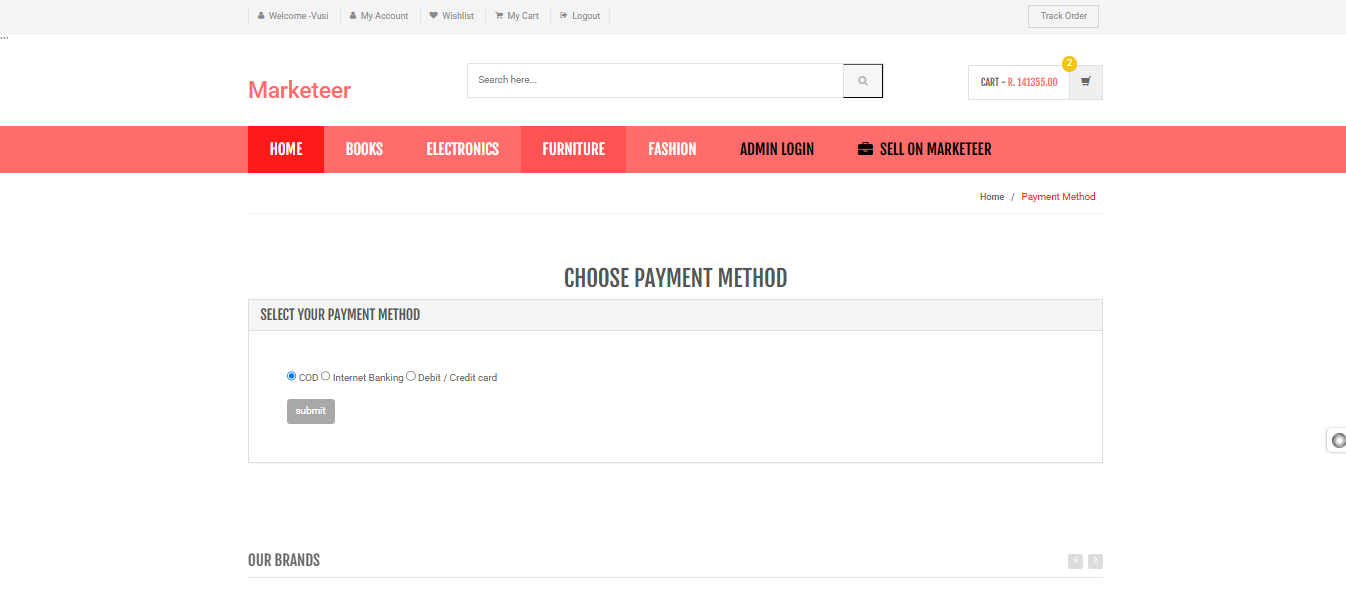 Welcome -Vusi My Account Wishlist My Cart Logout Track Order
...
Marketeer Search here... CART - R. 141355.00 2
HOME BOOKS ELECTRONICS FURNITURE FASHION ADMIN LOGIN SELL ON MARKETEER
Home / Payment Method
CHOOSE PAYMENT METHOD
SELECT YOUR PAYMENT METHOD
COD Internet Banking Debit / Credit card
submit
OUR BRANDS